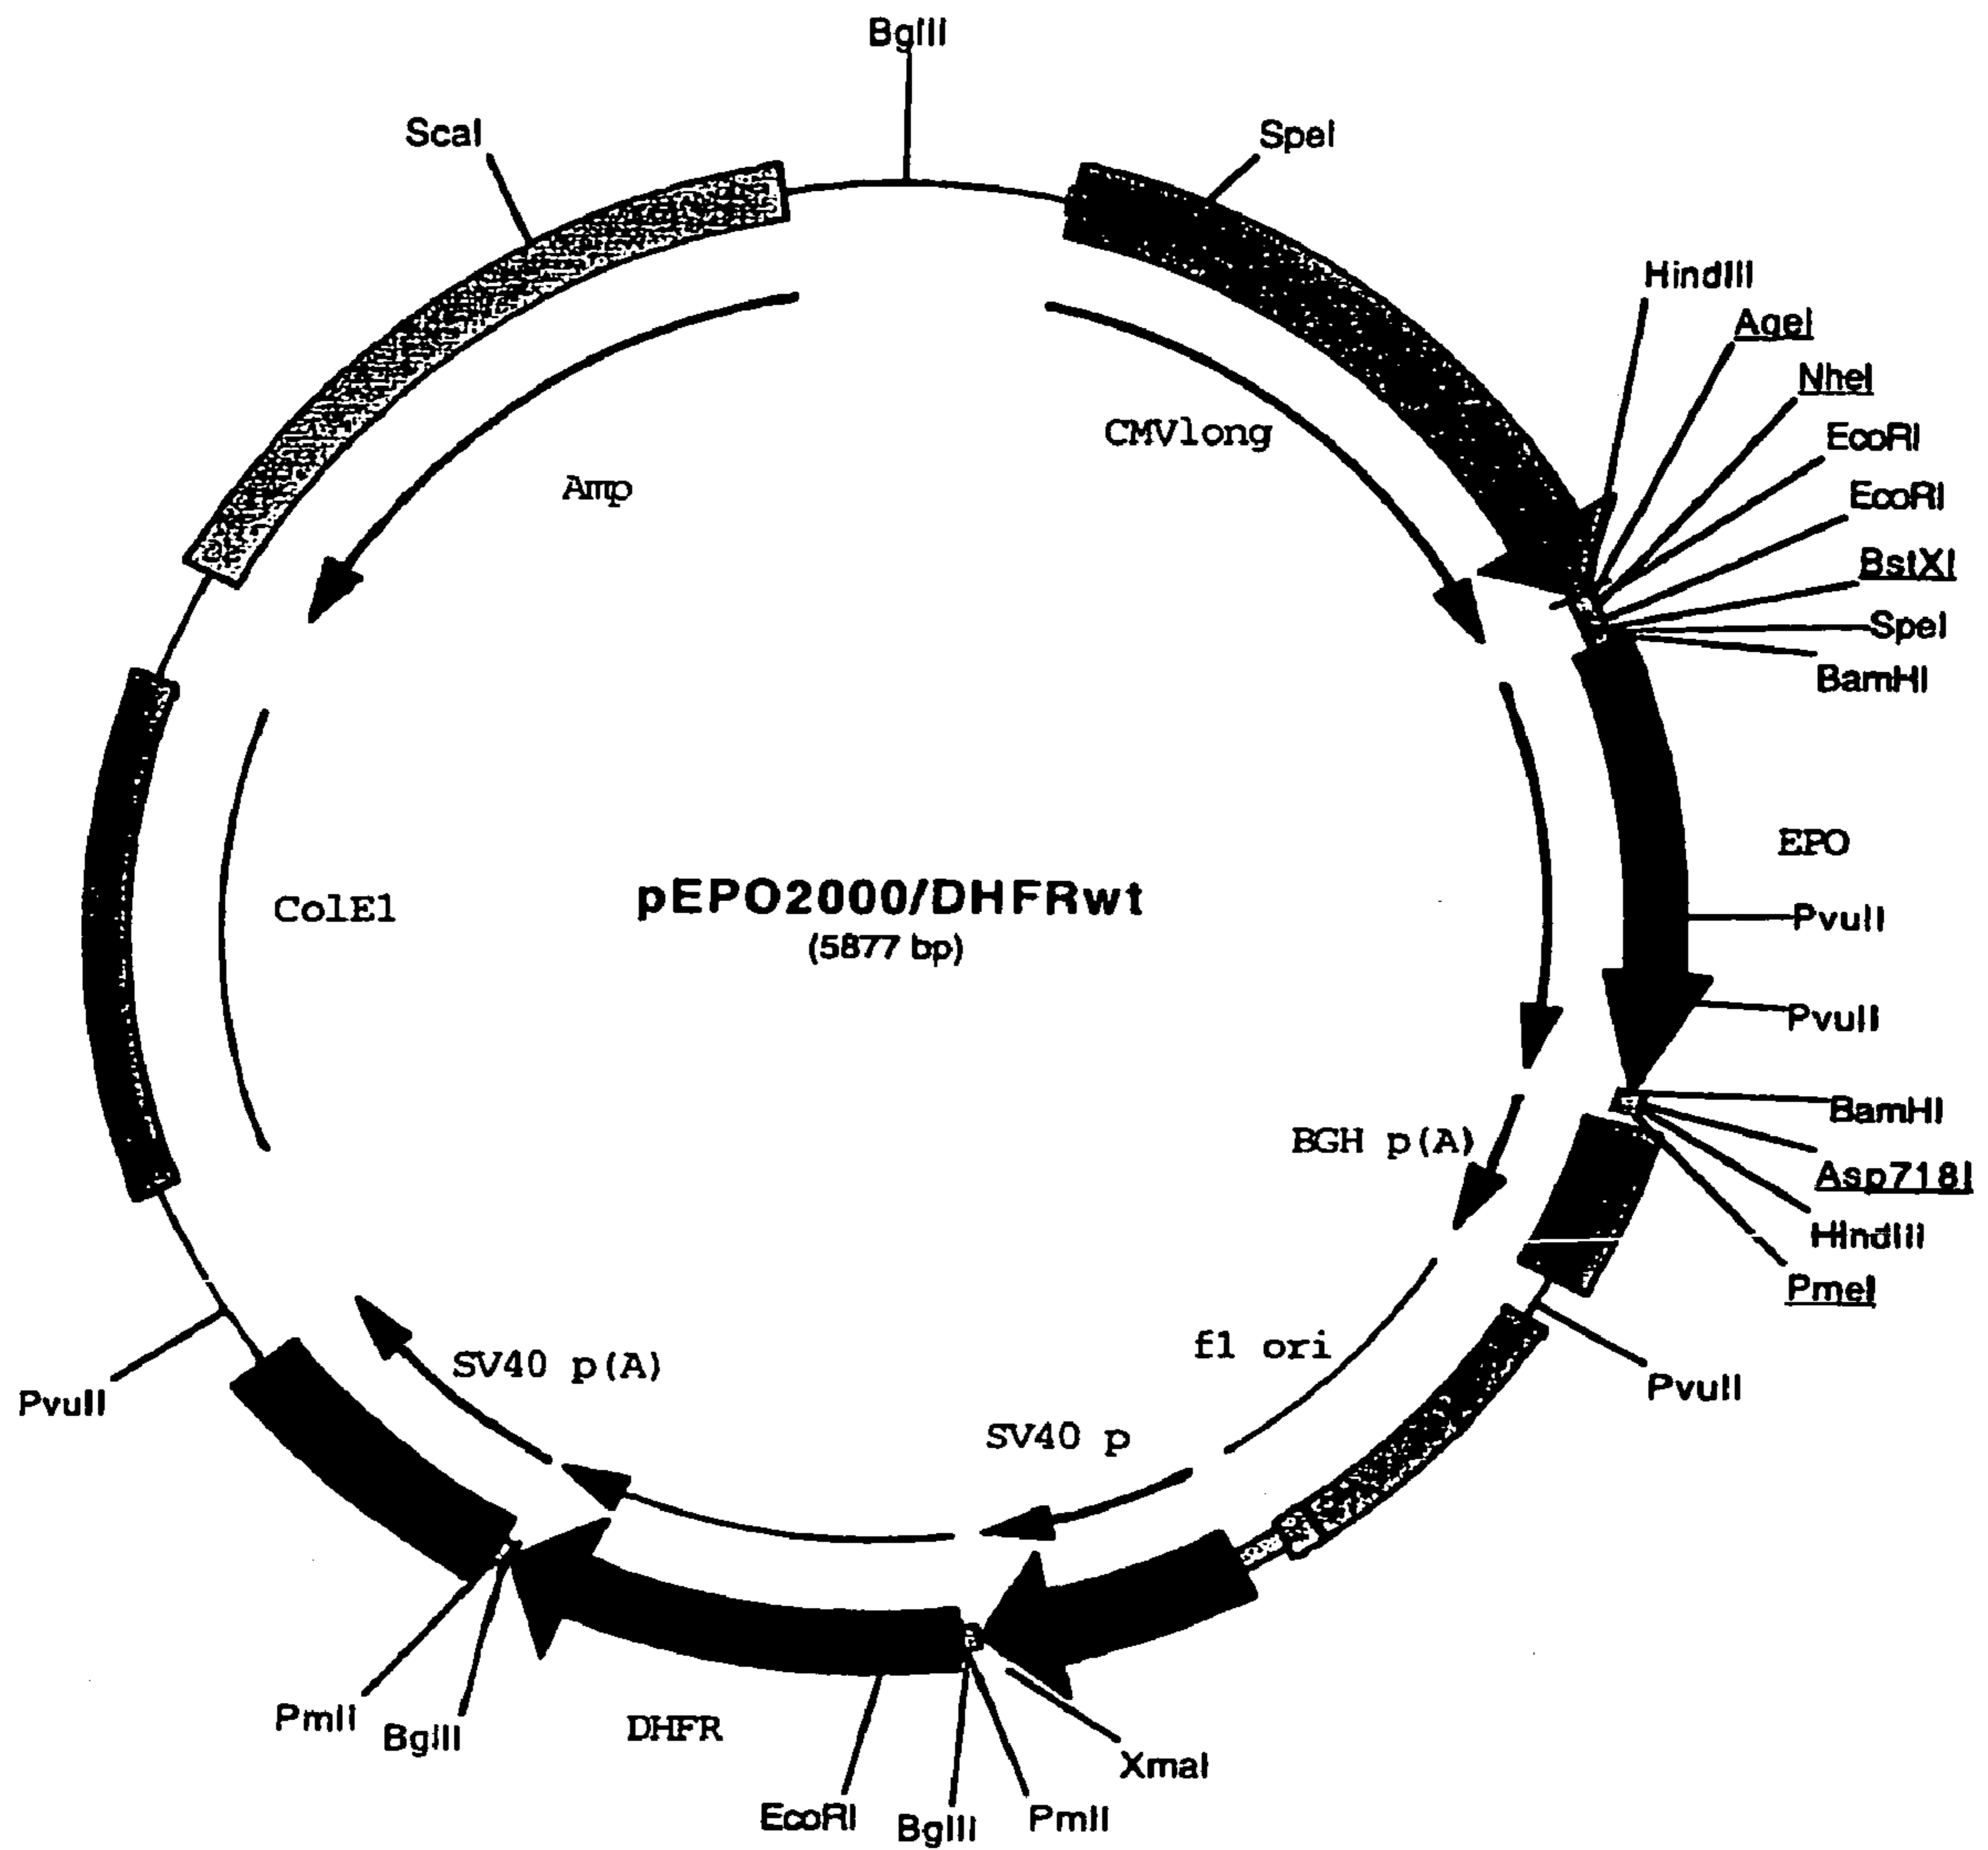 BglII
ScaI
SpeI
HindIII
AgeI
NheI
EcoRI
EcoRI
BstXI
SpeI
BamHI
CMVlong
Amp
EPO
PvuII
PvuII
ColE1
pEPO2000/DHFRwt
(5877 bp)
BamHI
Asp718I
HindIII
PmeI
BGH p(A)
f1 ori
PvuII
SV40 p
SV40 p(A)
PvuII
PmlI
BglII
DHFR
EcoRI
BglII
PmlI
XmaI